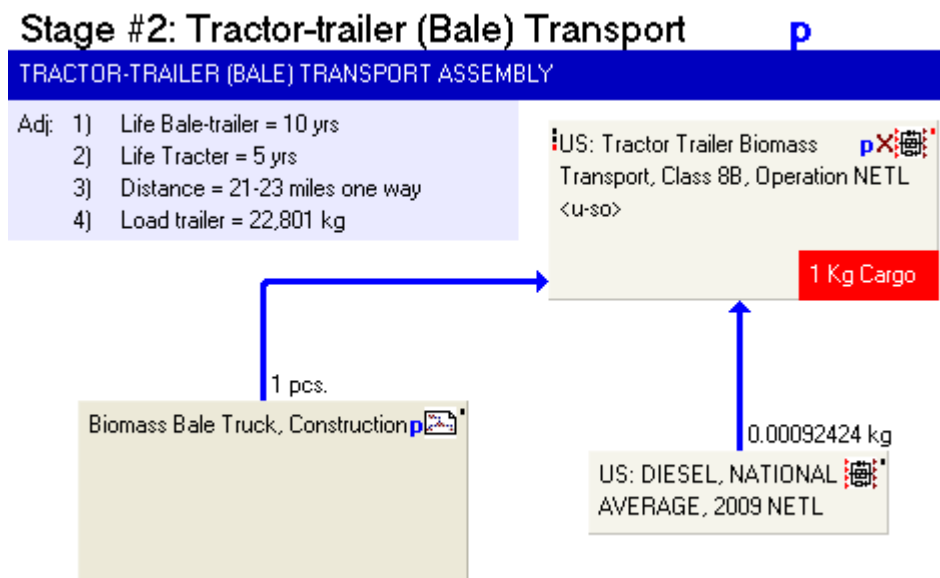 Stage #2: Tractor-trailer (Bale) Transport p
TRACTOR-TRAILER (BALE) TRANSPORT ASSEMBLY
Adj: 1) Life Bale-trailer = 10 yrs
2) Life Tracter = 5 yrs
3) Distance = 21-23 miles one way
4) Load trailer = 22,801 kg
US: Tractor Trailer Biomass pX
Transport, Class 8B, Operation NETL
<u-so>
1 Kg Cargo
1 pcs.
Biomass Bale Truck, Construction p
0.00092424 kg
US: DIESEL, NATIONAL
AVERAGE, 2009 NETL